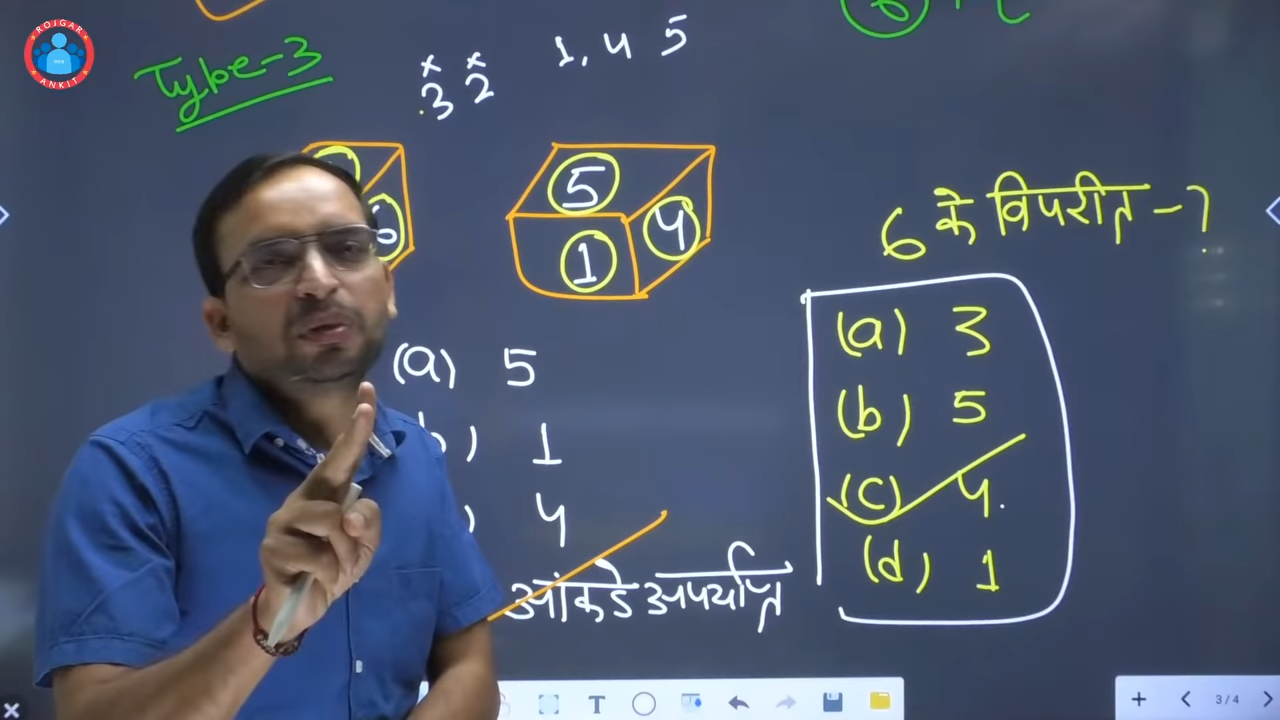 ROJGAR
ANKIT
Type-3
x x
3 2
1, 4 5
5
1
4
6
6 के विपरीत - ?
(a) 5
b) 1
) 4
आंकडे अपर्याप्त
(a) 3
(b) 5
(c) 4.
(d) 1
T
3/4